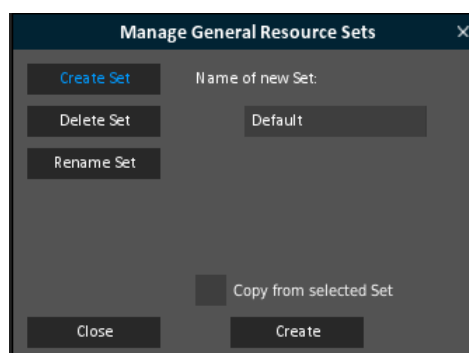 Manage General Resource Sets
Create Set
Name of new Set:
Delete Set
Default
Rename Set
Copy from selected Set
Close
Create